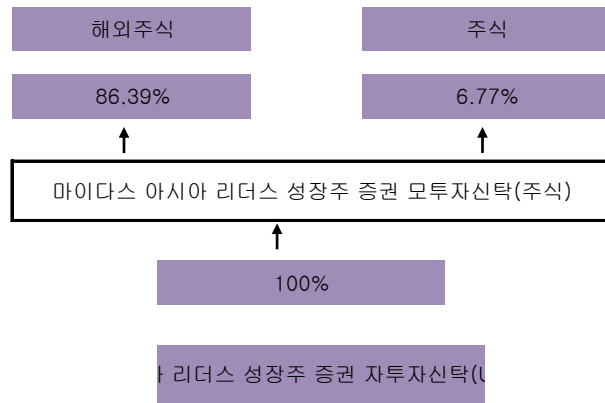 해외주식
주식
86.39%
6.77%
마이다스 아시아 리더스 성장주 증권 모투자신탁(주식)
100%
리더스 성장주 증권 자투자신탁(U